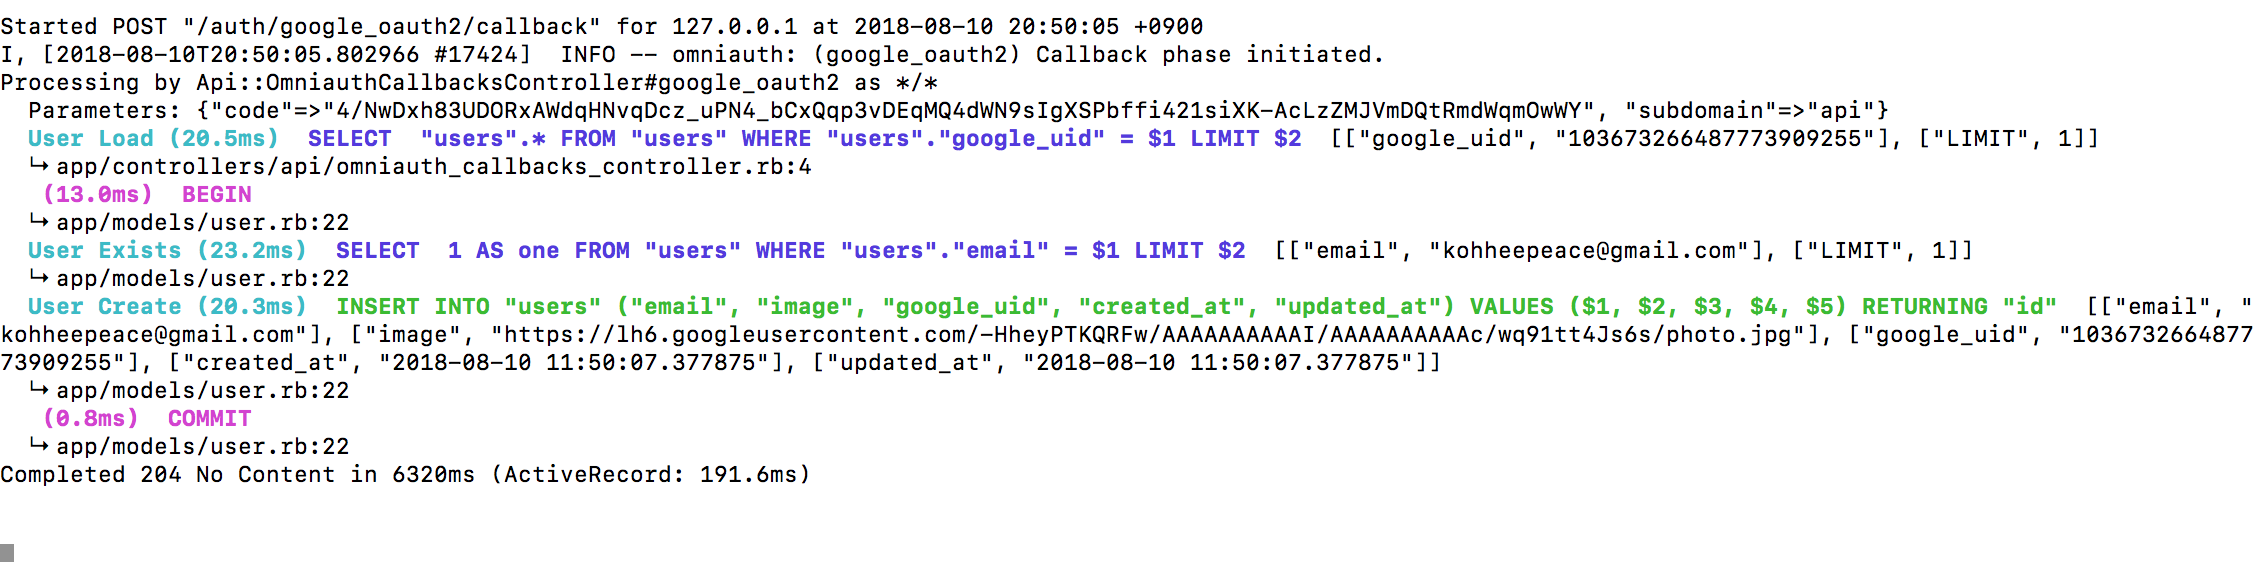 Started POST "/auth/google_oauth2/callback" for 127.0.0.1 at 2018-08-10 20:50:05 +0900
I, [2018-08-10T20:50:05.802966 #17424]  INFO -- omniauth: (google_oauth2) Callback phase initiated.
Processing by Api::OmniauthCallbacksController#google_oauth2 as */*
  Parameters: {"code"=>"4/NwDxh83UDORxAWdqHNvqDcz_uPN4_bCxQqp3vDEqMQ4dWN9sIgXSPbffi421siXK-AcLzZMJVmDQtRmdWqmOwWY", "subdomain"=>"api"}
  User Load (20.5ms)  SELECT  "users".* FROM "users" WHERE "users"."google_uid" = $1 LIMIT $2  [["google_uid", "103673266487773909255"], ["LIMIT", 1]]
  ↳ app/controllers/api/omniauth_callbacks_controller.rb:4
   (13.0ms)  BEGIN
  ↳ app/models/user.rb:22
  User Exists (23.2ms)  SELECT  1 AS one FROM "users" WHERE "users"."email" = $1 LIMIT $2  [["email", "kohheepeace@gmail.com"], ["LIMIT", 1]]
  ↳ app/models/user.rb:22
  User Create (20.3ms)  INSERT INTO "users" ("email", "image", "google_uid", "created_at", "updated_at") VALUES ($1, $2, $3, $4, $5) RETURNING "id"  [["email", "
kohheepeace@gmail.com"], ["image", "https://lh6.googleusercontent.com/-HheyPTKQRFw/AAAAAAAAAAI/AAAAAAAAAAc/wq91tt4Js6s/photo.jpg"], ["google_uid", "1036732664877
73909255"], ["created_at", "2018-08-10 11:50:07.377875"], ["updated_at", "2018-08-10 11:50:07.377875"]]
  ↳ app/models/user.rb:22
   (0.8ms)  COMMIT
  ↳ app/models/user.rb:22
Completed 204 No Content in 6320ms (ActiveRecord: 191.6ms)